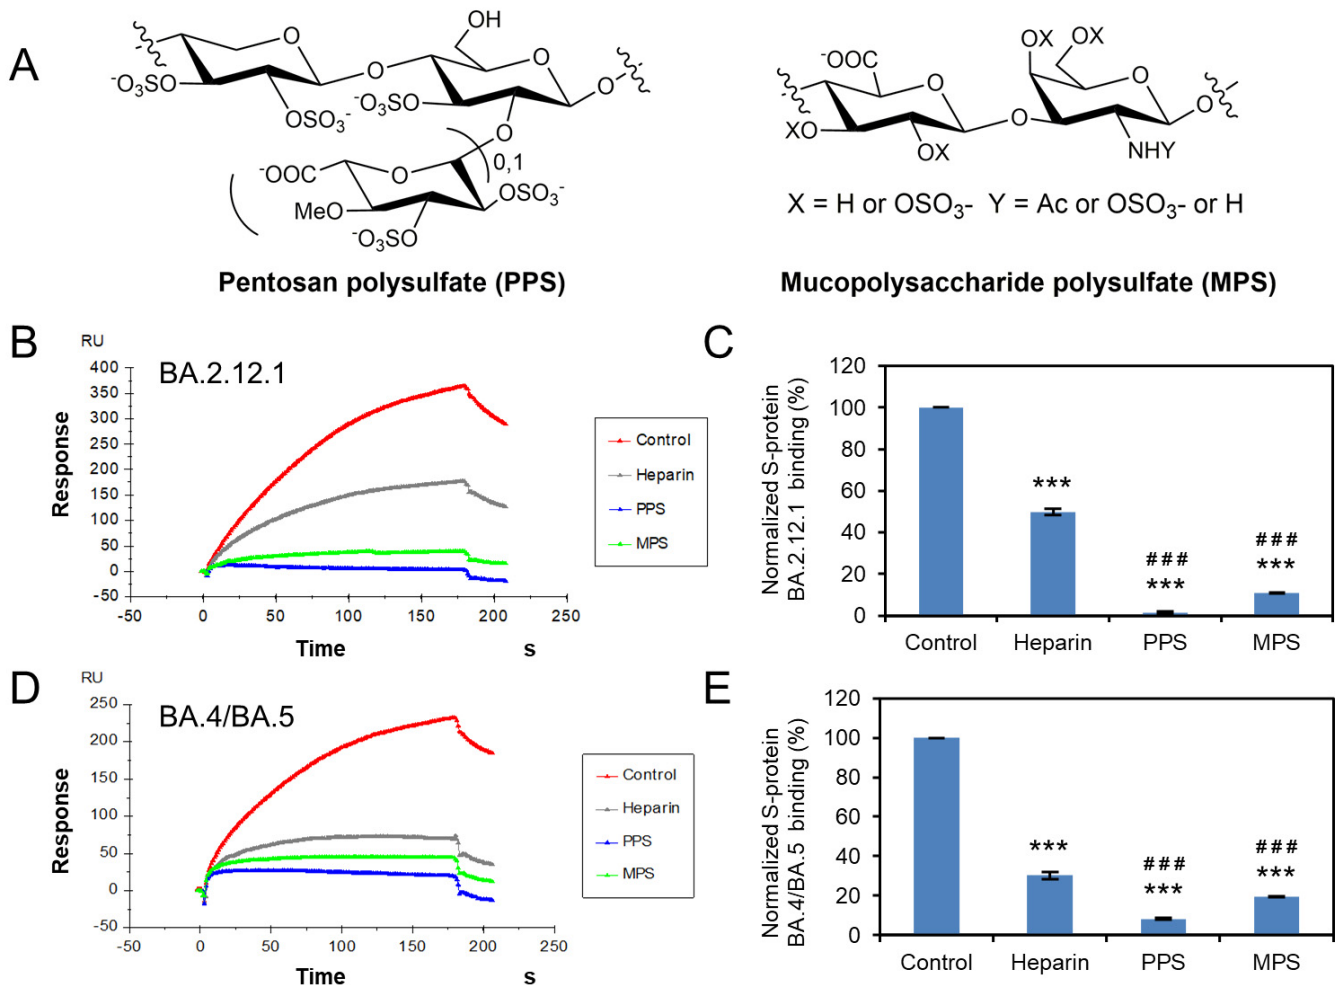 A
OH
O
O
O
O
-O₃SO
OSO₃-
-O₃SO
O
0,1
-OOC
O
OSO₃-
MeO
-O₃SO
Pentosan polysulfate (PPS)
OX
OX
-OOC
O
O
O
O
XO
OX
NHY
X = H or OSO₃- Y = Ac or OSO₃- or H
Mucopolysaccharide polysulfate (MPS)
B
RU
BA.2.12.1
400
350
300
250
200
150
100
50
0
-50
-50
0
50
100
150
200
250
Response
Time
s
Control
Heparin
PPS
MPS
C
Normalized S-protein
BA.2.12.1 binding (%)
120
100
80
60
40
20
0
***
###
***
###
***
Control
Heparin
PPS
MPS
D
RU
BA.4/BA.5
250
200
150
100
50
0
-50
-50
0
50
100
150
200
250
Response
Time
s
Control
Heparin
PPS
MPS
E
Normalized S-protein
BA.4/BA.5 binding (%)
120
100
80
60
40
20
0
***
###
***
###
***
Control
Heparin
PPS
MPS